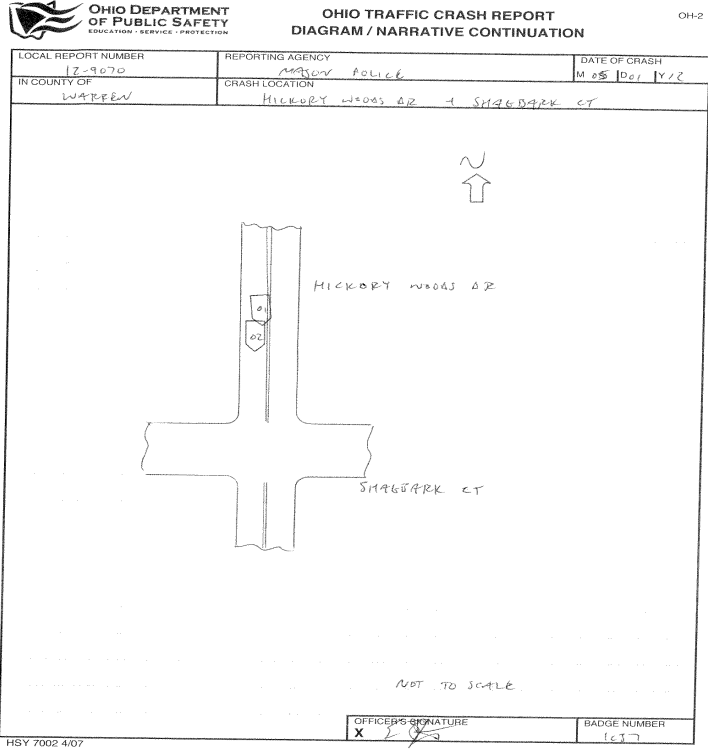 OHIO DEPARTMENT
OF PUBLIC SAFETY
EDUCATION • SERVICE • PROTECTION
OHIO TRAFFIC CRASH REPORT
DIAGRAM / NARRATIVE CONTINUATION
OH-2
LOCAL REPORT NUMBER
12-9070
REPORTING AGENCY
MASON POLICE
DATE OF CRASH
M 05 D 01 Y 12
IN COUNTY OF
WARREN
CRASH LOCATION
HICKORY WOODS DR + SHAGBARK CT
N
HICKORY WOODS DR
01
02
SHAGBARK CT
NOT TO SCALE
OFFICER'S SIGNATURE
X
BADGE NUMBER
HSY 7002 4/07